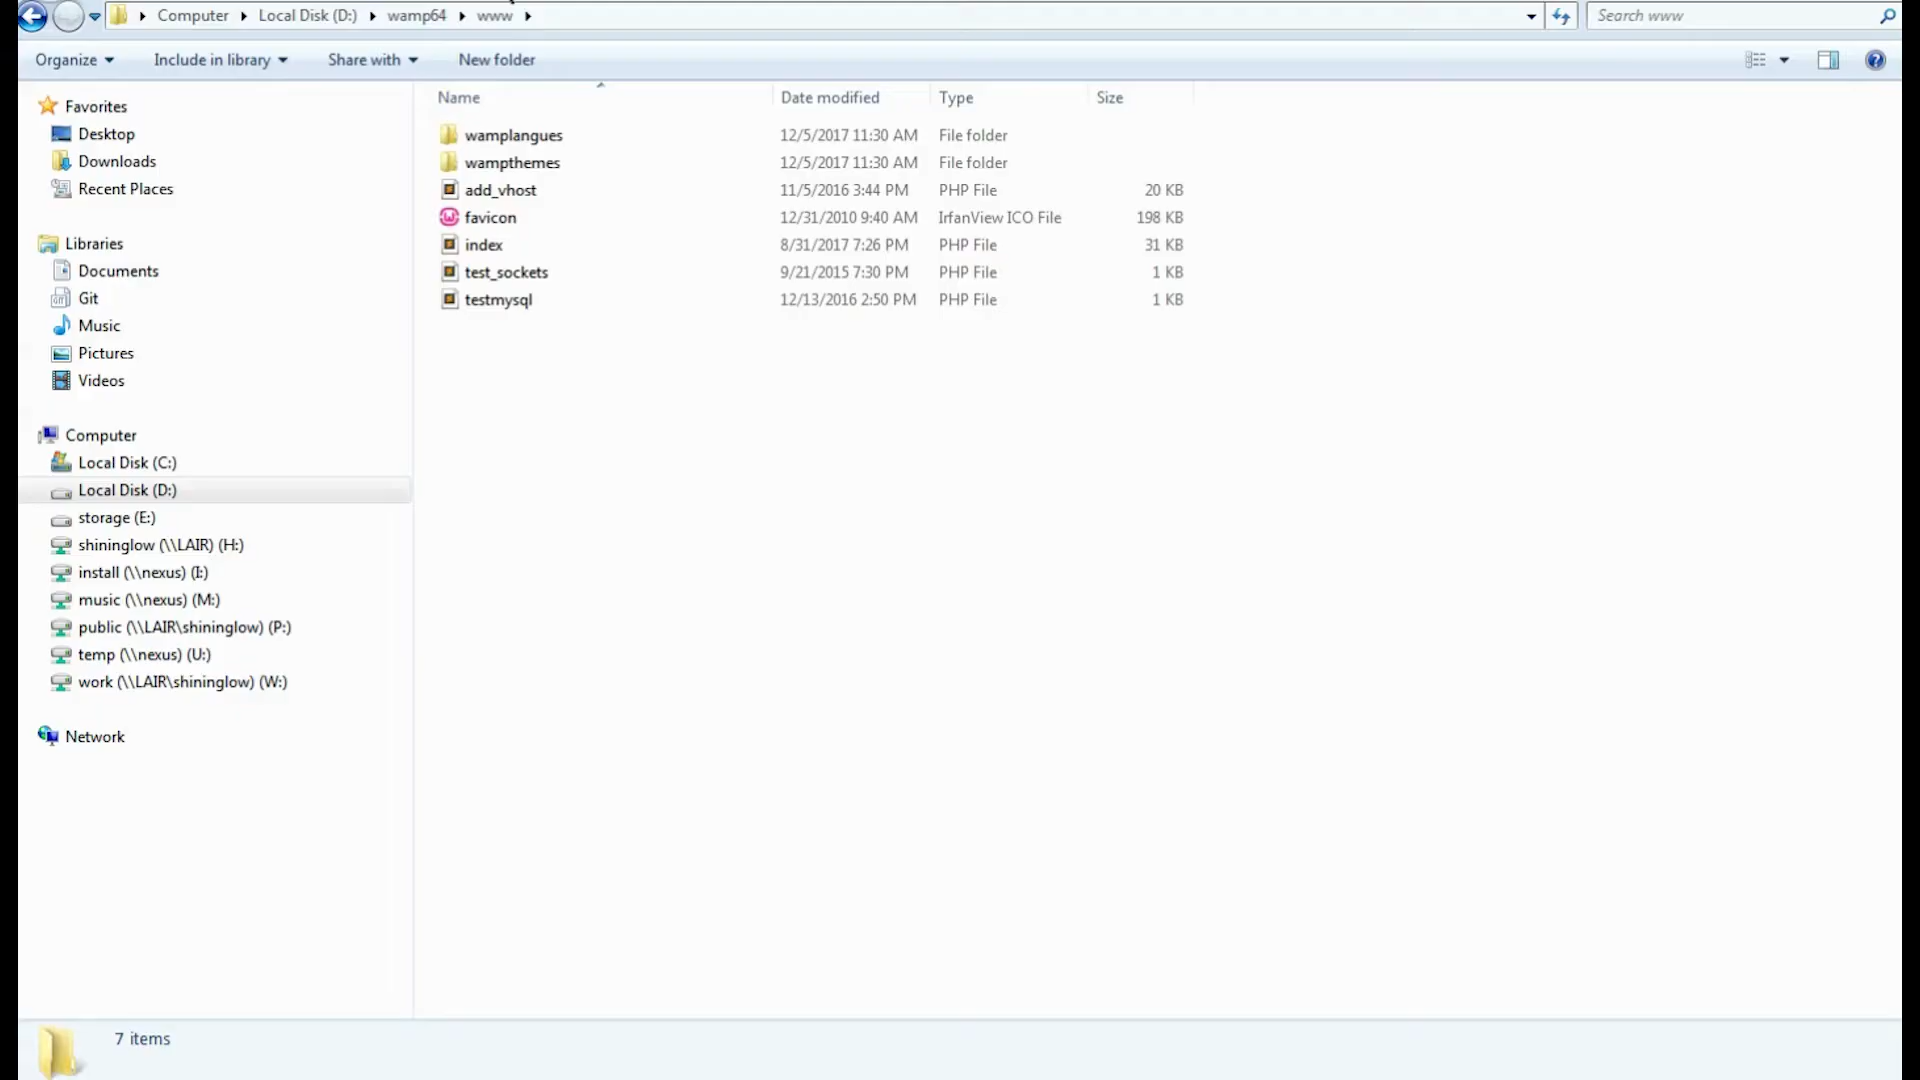 Computer Local Disk (D:) wamp64 www
Search www
Organize Include in library Share with New folder
Name Date modified Type Size
Favorites
Desktop
Downloads
Recent Places
Libraries
Documents
Git
Music
Pictures
Videos
Computer
Local Disk (C:)
Local Disk (D:)
storage (E:)
shininglow (\\LAIR) (H:)
install (\\nexus) (I:)
music (\\nexus) (M:)
public (\\LAIR\shininglow) (P:)
temp (\\nexus) (U:)
work (\\LAIR\shininglow) (W:)
Network
wamplangues 12/5/2017 11:30 AM File folder
wampthemes 12/5/2017 11:30 AM File folder
add_vhost 11/5/2016 3:44 PM PHP File 20 KB
favicon 12/31/2010 9:40 AM IrfanView ICO File 198 KB
index 8/31/2017 7:26 PM PHP File 31 KB
test_sockets 9/21/2015 7:30 PM PHP File 1 KB
testmysql 12/13/2016 2:50 PM PHP File 1 KB
7 items